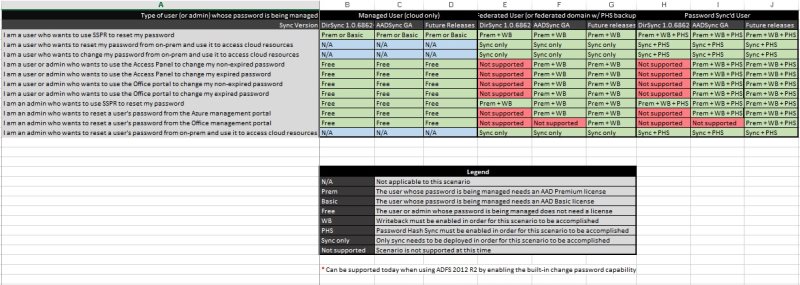 A B C D E F G H I J
Type of user (or admin) whose password is being managed Managed User (cloud only) Federated User (or federated domain w/ PHS backup Password Sync'd User
Sync Version DirSync 1.0.6862 AADSync GA Future Releases DirSync 1.0.6862 AADSync GA Future releases DirSync 1.0.6862 AADSync GA Future releases
I am a user who wants to use SSPR to reset my password Prem or Basic Prem or Basic Prem or Basic Prem + WB Prem + WB Prem + WB Prem + WB + PHS Prem + WB + PHS Prem + WB + PHS
I am a user who wants to reset my password from on-prem and use it to access cloud resources N/A N/A N/A Sync only Sync only Sync only Sync + PHS Sync + PHS Sync + PHS
I am a user who wants to change my password from on-prem and use it to access cloud resources N/A N/A N/A Sync only Sync only Sync only Sync + PHS Sync + PHS Sync + PHS
I am a user or admin who wants to use the Access Panel to change my non-expired password Free Free Free Not supported Prem + WB Prem + WB Not supported Prem + WB + PHS Prem + WB + PHS
I am a user or admin who wants to use the Access Panel to change my expired password Free Free Free Not supported Prem + WB Prem + WB Not supported Prem + WB + PHS Prem + WB + PHS
I am a user or admin who wants to use the Office portal to change my non-expired password Free Free Free Not supported Prem + WB Prem + WB Not supported Prem + WB + PHS Prem + WB + PHS
I am a user or admin who wants to use the Office portal to change my expired password Free Free Free Not supported Prem + WB Prem + WB Not supported Prem + WB + PHS Prem + WB + PHS
I am an admin who wants to use SSPR to reset my password Free Free Free Prem + WB Prem + WB Prem + WB Prem + WB + PHS Prem + WB + PHS Prem + WB + PHS
I am an admin who wants to reset a user's password from the Azure management portal Free Free Free Not supported Prem + WB Prem + WB Not supported Prem + WB + PHS Prem + WB + PHS
I am an admin who wants to reset a user's password from the Office management portal Free Free Free Not supported Not supported Prem + WB Not supported Not supported Prem + WB + PHS
I am an admin who wants to reset a user's password from on-prem and use it to access cloud resources N/A N/A N/A Sync only Sync only Sync only Sync + PHS Sync + PHS Sync + PHS
Legend
N/A Not applicable to this scenario
Prem The user whose password is being managed needs an AAD Premium license
Basic The user whose password is being managed needs an AAD Basic license
Free The user or admin whose password is being managed does not need a license
WB Writeback must be enabled in order for this scenario to be accomplished
PHS Password Hash Sync must be enabled in order for this scenario to be accomplished
Sync only Only sync needs to be deployed in order for this scenario to be accomplished
Not supported Scenario is not supported at this time
* Can be supported today when using ADFS 2012 R2 by enabling the built-in change password capability